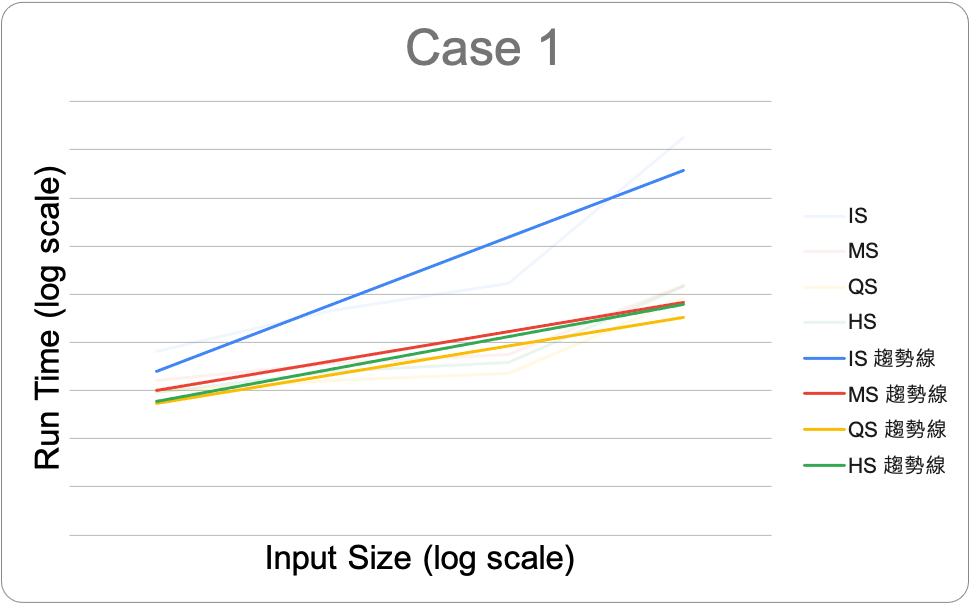 Case 1
Run Time (log scale)
Input Size (log scale)
IS
MS
QS
HS
IS 趨勢線
MS 趨勢線
QS 趨勢線
HS 趨勢線